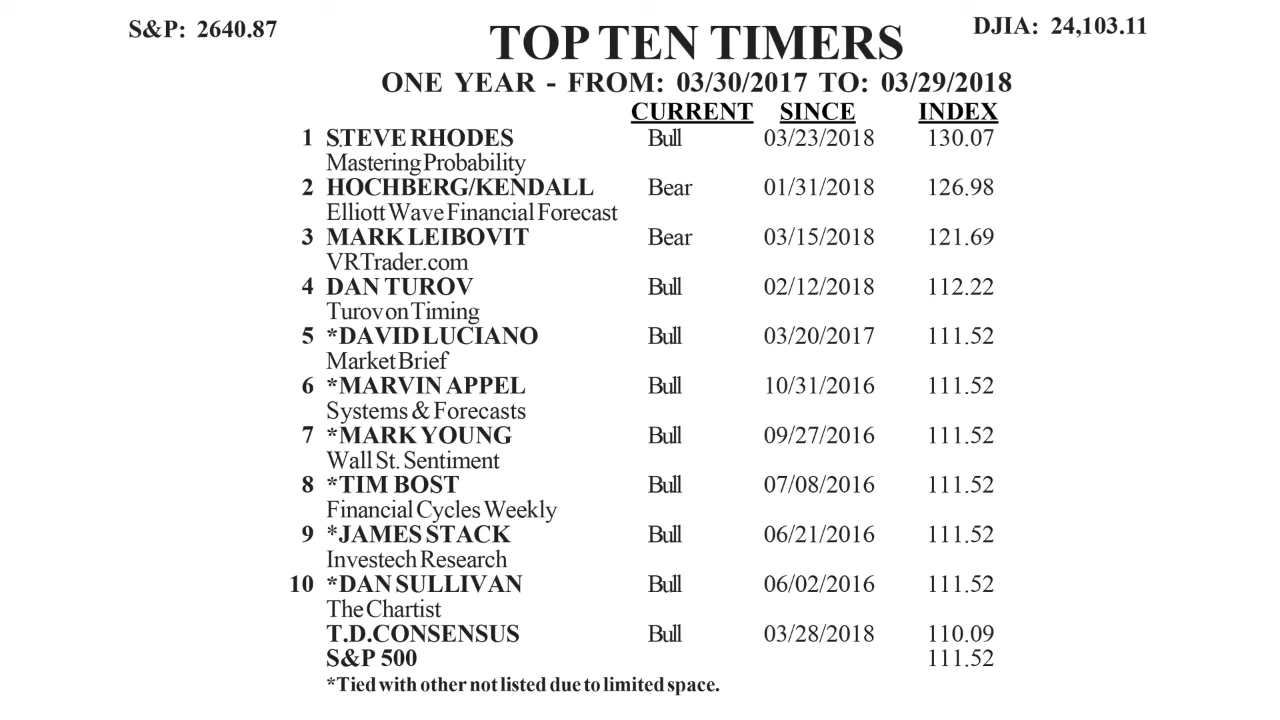 S&P: 2640.87
DJIA: 24,103.11
TOP TEN TIMERS
ONE YEAR - FROM: 03/30/2017 TO: 03/29/2018
CURRENT SINCE INDEX
1 STEVE RHODES Bull 03/23/2018 130.07
Mastering Probability
2 HOCHBERG/KENDALL Bear 01/31/2018 126.98
Elliott Wave Financial Forecast
3 MARK LEIBOVIT Bear 03/15/2018 121.69
VRTrader.com
4 DAN TUROV Bull 02/12/2018 112.22
Turov on Timing
5 *DAVID LUCIANO Bull 03/20/2017 111.52
Market Brief
6 *MARVIN APPEL Bull 10/31/2016 111.52
Systems & Forecasts
7 *MARK YOUNG Bull 09/27/2016 111.52
Wall St. Sentiment
8 *TIM BOST Bull 07/08/2016 111.52
Financial Cycles Weekly
9 *JAMES STACK Bull 06/21/2016 111.52
Investech Research
10 *DAN SULLIVAN Bull 06/02/2016 111.52
The Chartist
T.D.CONSENSUS Bull 03/28/2018 110.09
S&P 500 111.52
*Tied with other not listed due to limited space.